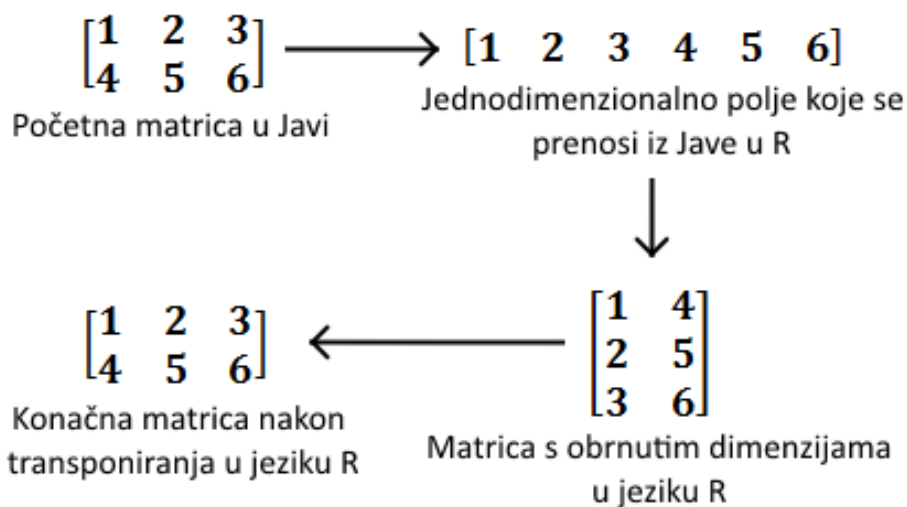 [1 2 3]
[4 5 6]
Početna matrica u Javi
[1 2 3 4 5 6]
Jednodimenzionalno polje koje se
prenosi iz Jave u R
[1 4]
[2 5]
[3 6]
Matrica s obrnutim dimenzijama
u jeziku R
[1 2 3]
[4 5 6]
Konačna matrica nakon
transponiranja u jeziku R